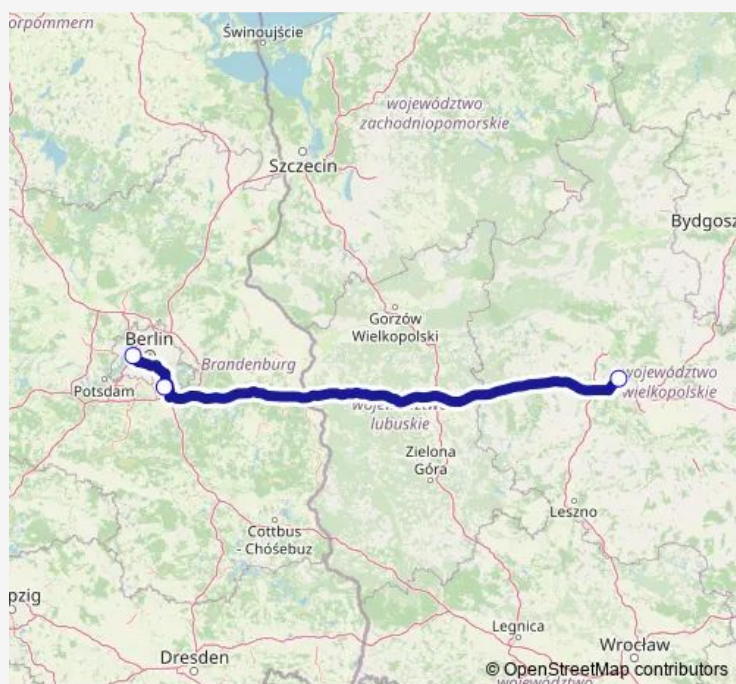 orpommern
Świnoujście
województwo
zachodniopomorskie
Szczecin
Bydgosz
Gorzów
Wielkopolski
Berlin
Brandenburg
Potsdam
województwo
wielkopolskie
lubuskie
Zielona
Góra
Leszno
Cottbus
- Chóśebuz
pzig
Legnica
Wrocław
Dresden
© OpenStreetMap contributors